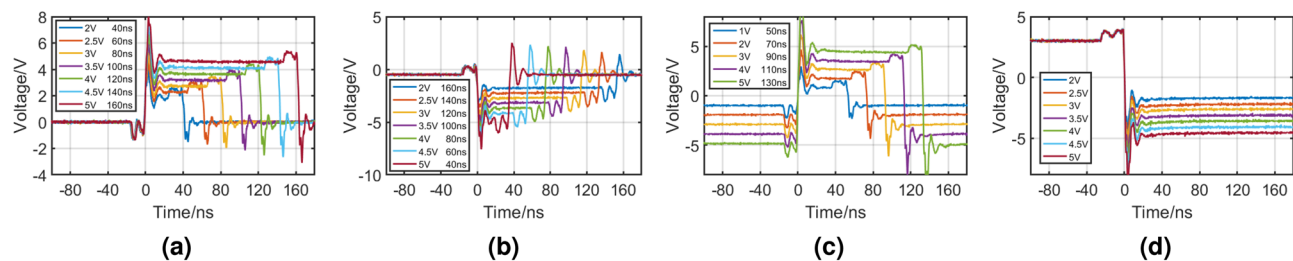 8
6
4
2
0
-2
-4
2V 40ns
2.5V 60ns
3V 80ns
3.5V 100ns
4V 120ns
4.5V 140ns
5V 160ns
-80 -40 0 40 80 120 160
Time/ns
Voltage/V
(a)
5
0
-5
-10
2V 160ns
2.5V 140ns
3V 120ns
3.5V 100ns
4V 80ns
4.5V 60ns
5V 40ns
-80 -40 0 40 80 120 160
Time/ns
Voltage/V
(b)
5
0
-5
1V 50ns
2V 70ns
3V 90ns
4V 110ns
5V 130ns
-80 -40 0 40 80 120 160
Time/ns
Voltage/V
(c)
5
0
-5
2V
2.5V
3V
3.5V
4V
4.5V
5V
-80 -40 0 40 80 120 160
Time/ns
Voltage/V
(d)